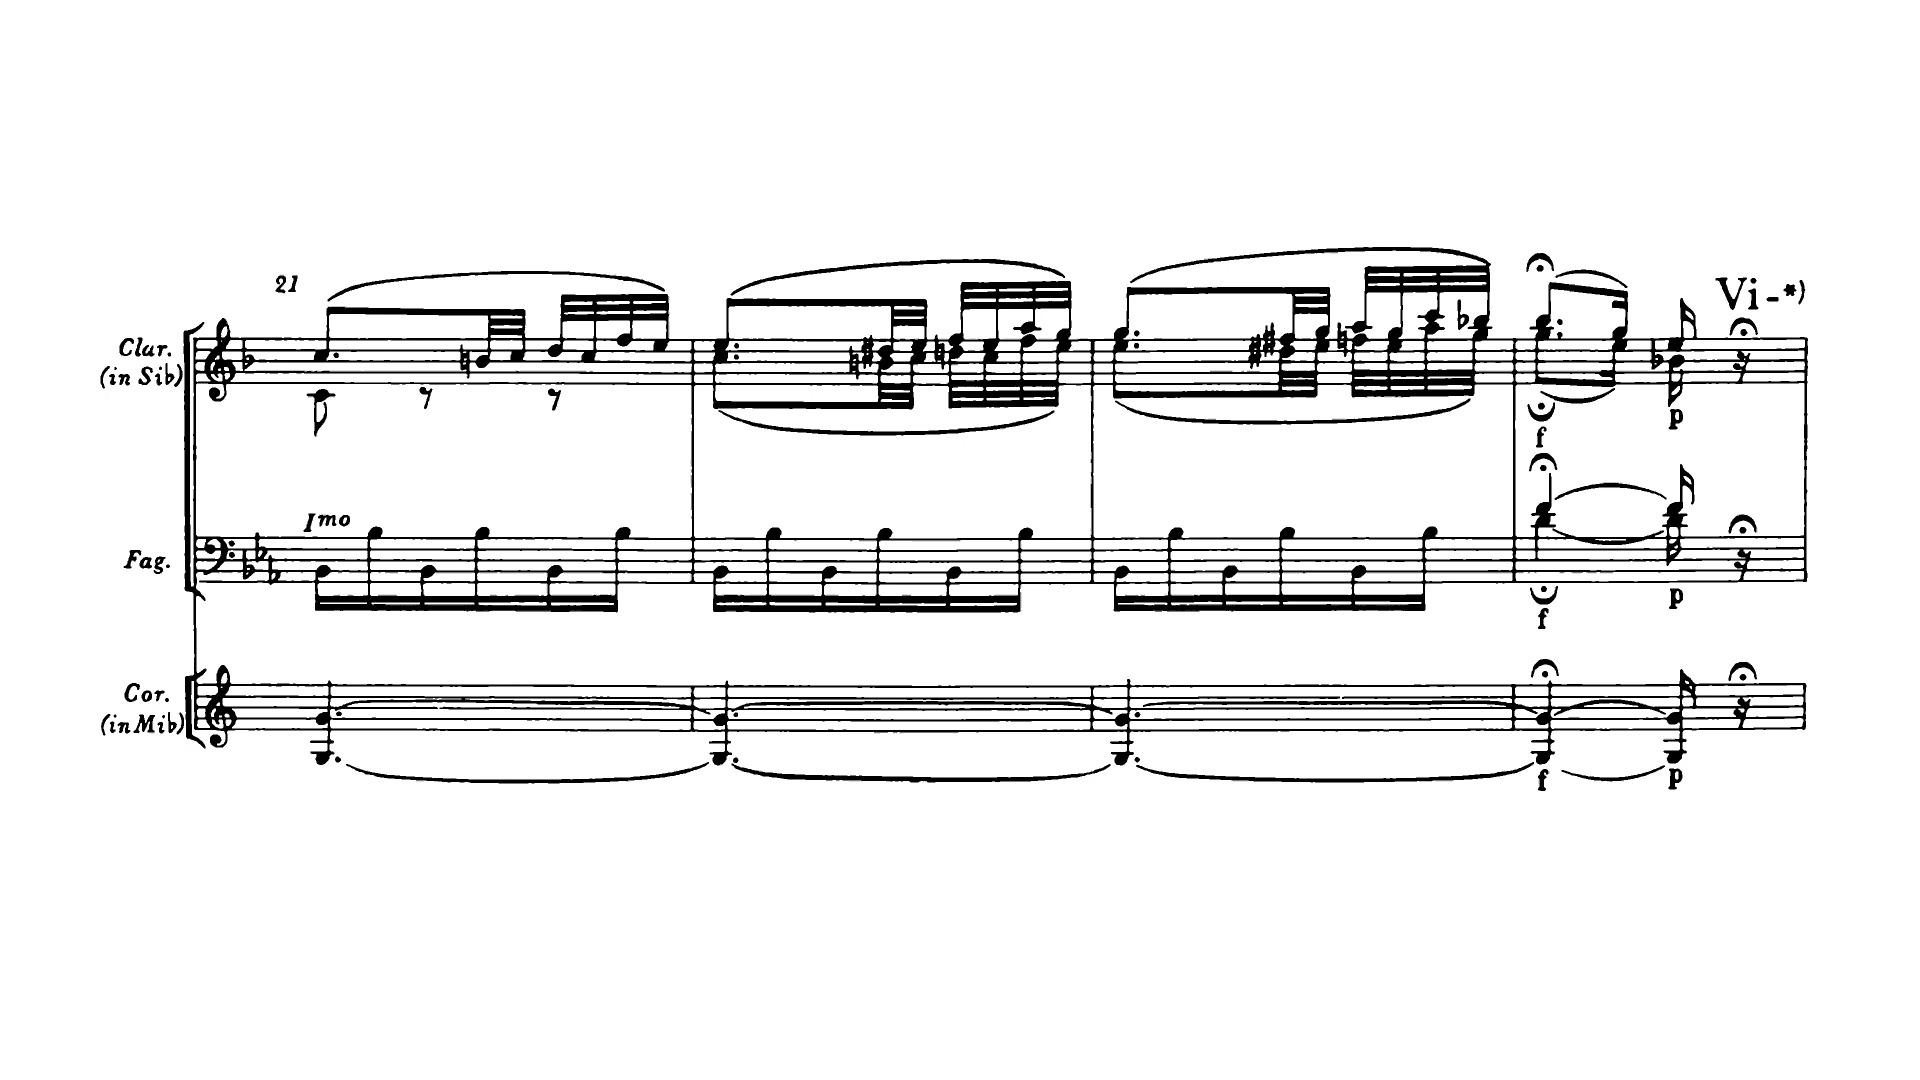 21
Vi-*)
Clar.
(in Sib)
p
f
Imo
Fag.
p
f
Cor.
(in Mib)
f p